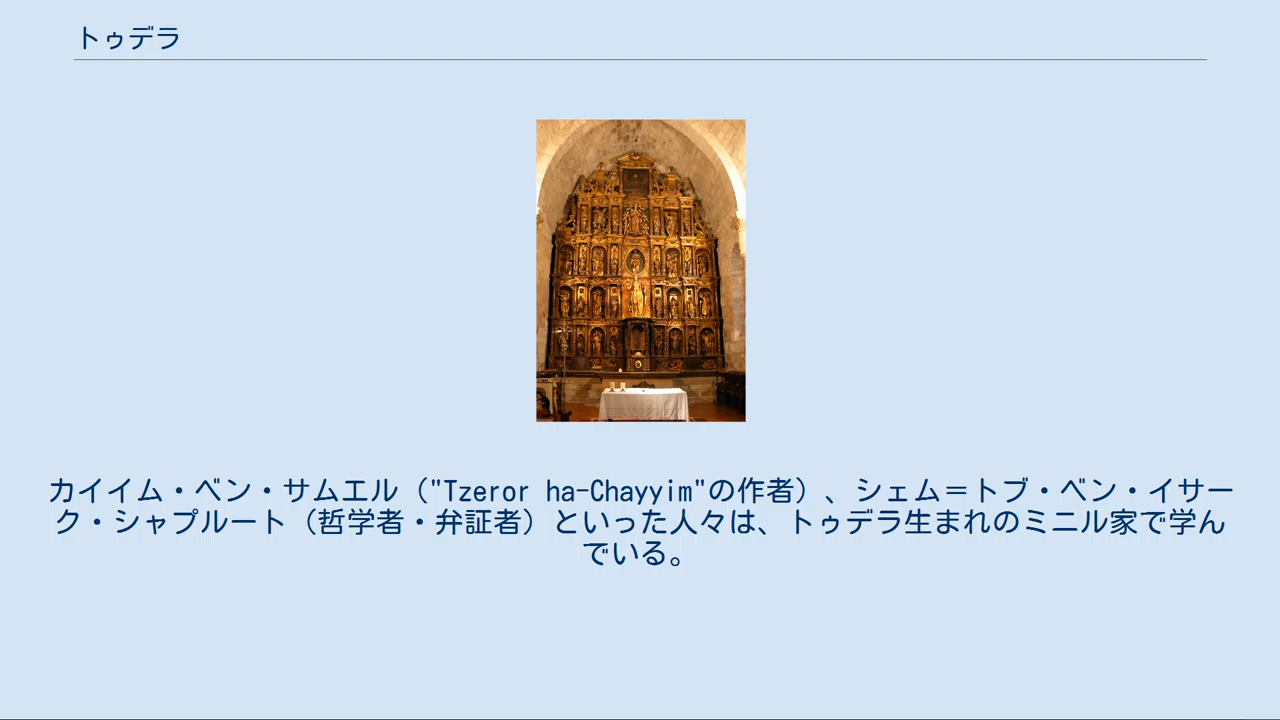 トゥデラ
カイイム・ベン・サムエル（"Tzeror ha-Chayyim"の作者）、シェム＝トブ・ベン・イサー
ク・シャプルート（哲学者・弁証者）といった人々は、トゥデラ生まれのミニル家で学ん
でいる。